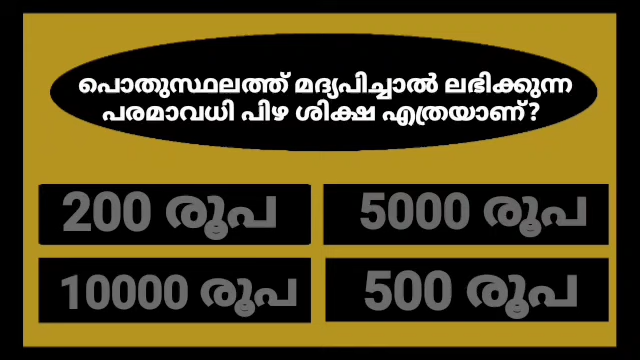 പൊതുസ്ഥലത്ത് മദ്യപിച്ചാൽ ലഭിക്കുന്ന
പരമാവധി പിഴ ശിക്ഷ എത്രയാണ്?
200 രൂപ
5000 രൂപ
10000 രൂപ
500 രൂപ